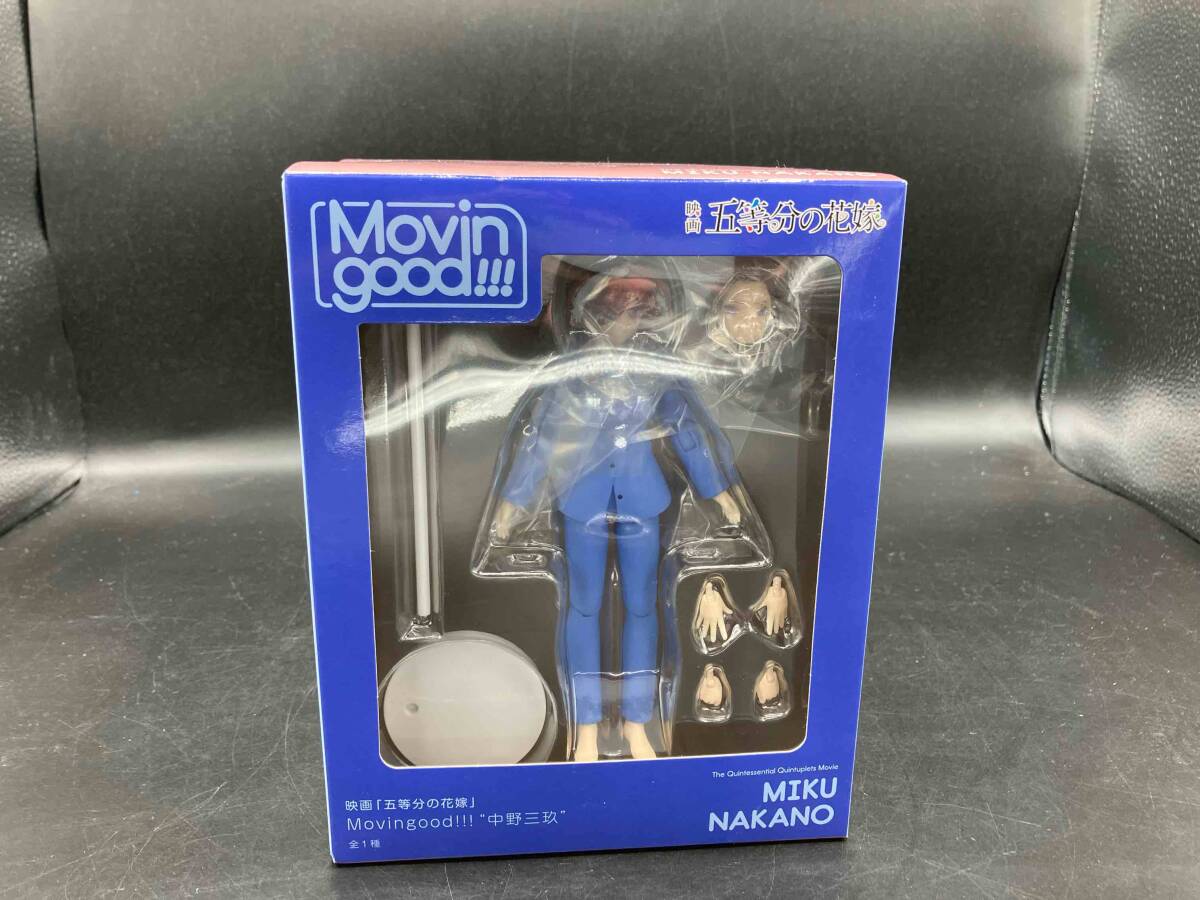 MIKU NAKANO
Movin
good!!!
映画 五等分の花嫁
The Quintessential Quintuplets Movie
MIKU
NAKANO
映画「五等分の花嫁」
Movingood!!! “中野三玖”
全1種